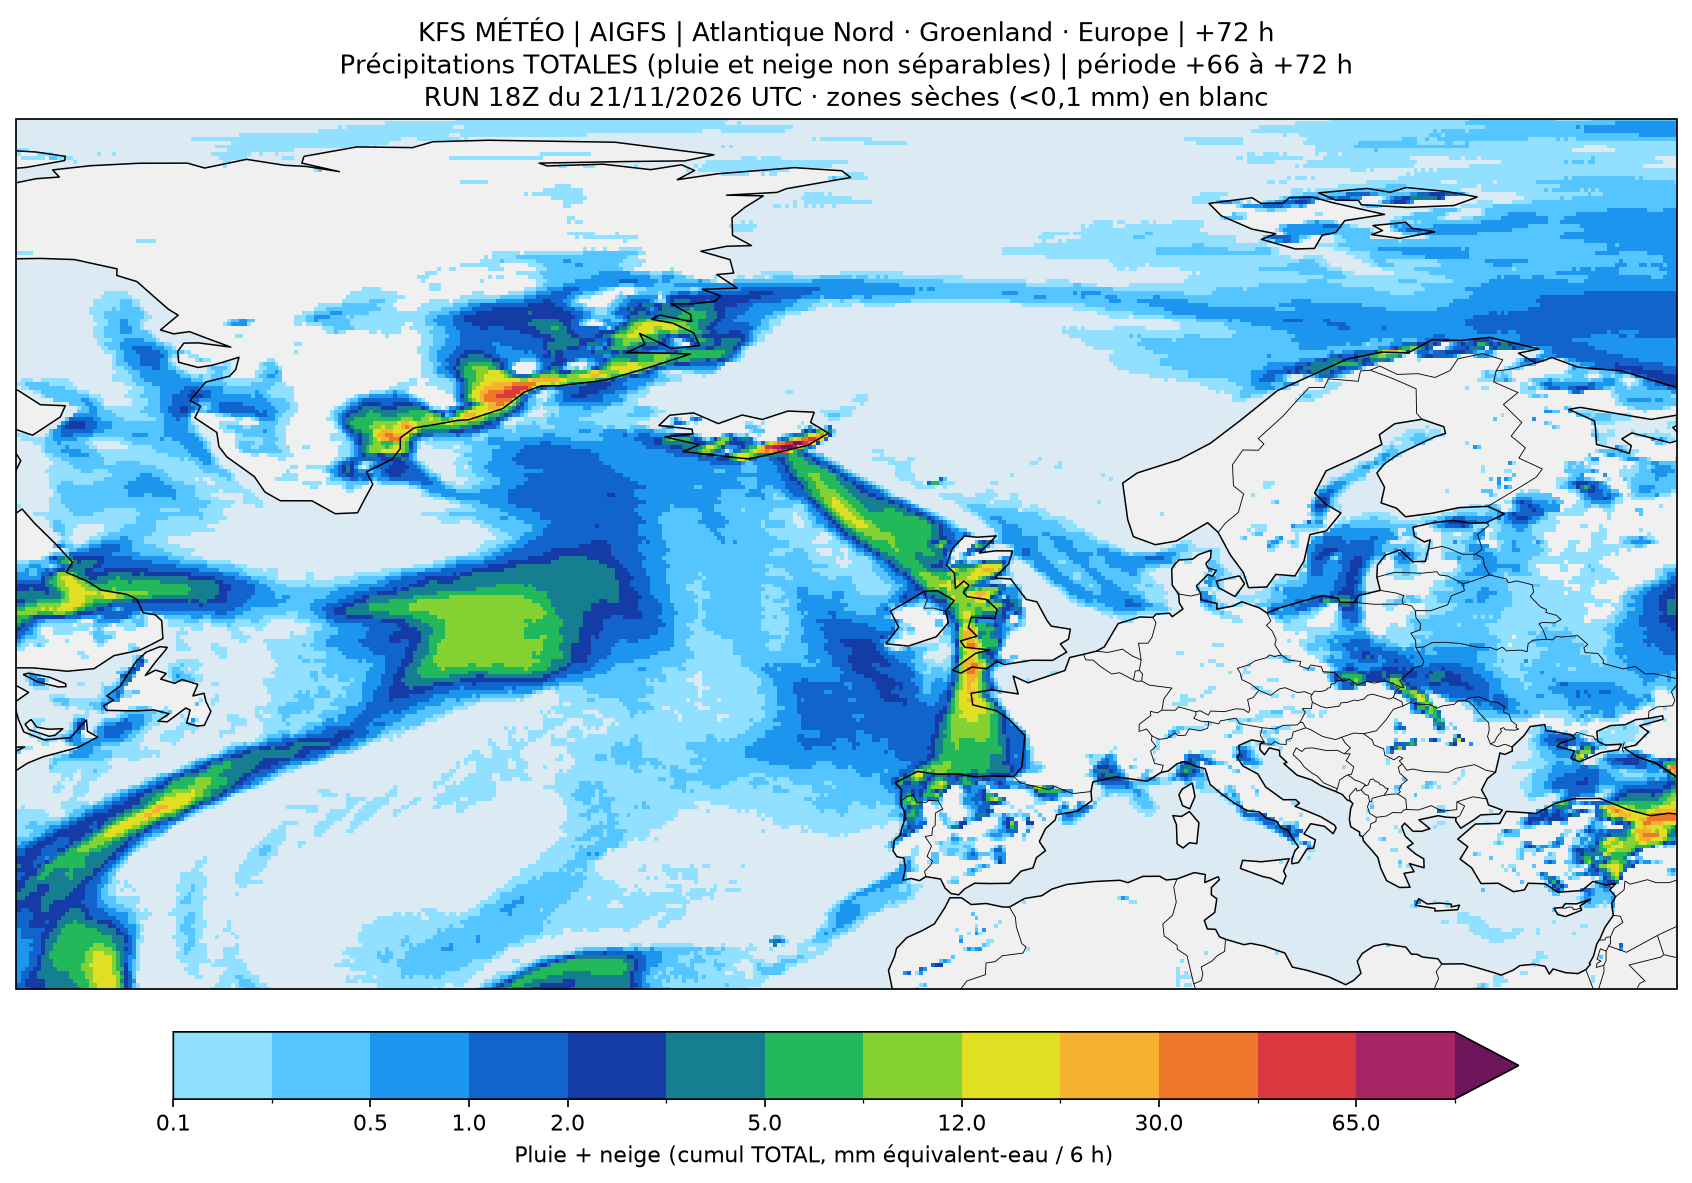 KFS MÉTÉO | AIGFS | Atlantique Nord · Groenland · Europe | +72 h
Précipitations TOTALES (pluie et neige non séparables) | période +66 à +72 h
RUN 18Z du 21/11/2026 UTC · zones sèches (<0,1 mm) en blanc
0.1 0.5 1.0 2.0 5.0 12.0 30.0 65.0
Pluie + neige (cumul TOTAL, mm équivalent-eau / 6 h)